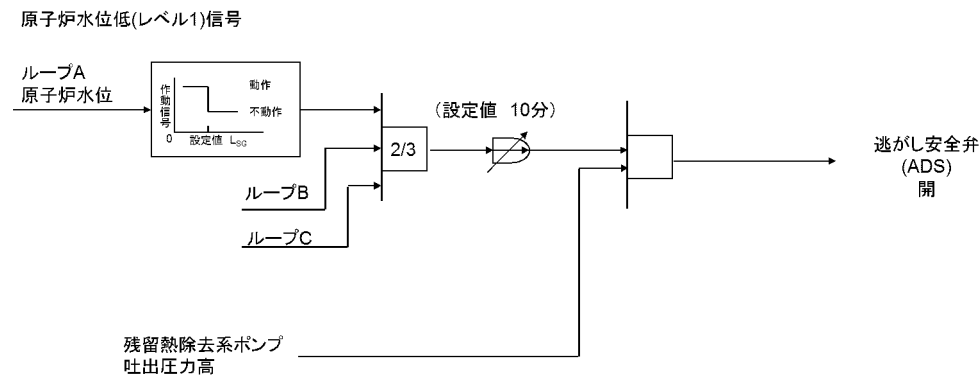 原子炉水位低(レベル1)信号
ループA
原子炉水位
作動信号
動作
不動作
0 設定値 LSG
2/3
ループB
ループC
（設定値 10分）
逃がし安全弁
(ADS)
開
残留熱除去系ポンプ
吐出圧力高